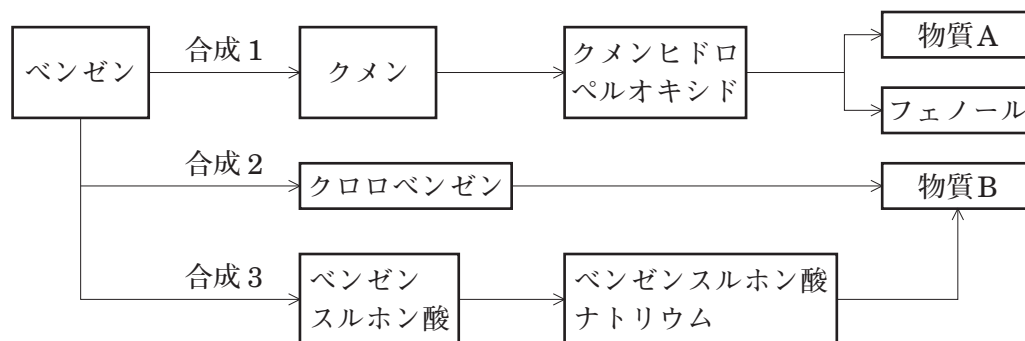 ベンゼン
合成1
クメン
クメンヒドロ
ペルオキシド
物質A
フェノール
合成2
クロロベンゼン
物質B
合成3
ベンゼン
スルホン酸
ベンゼンスルホン酸
ナトリウム